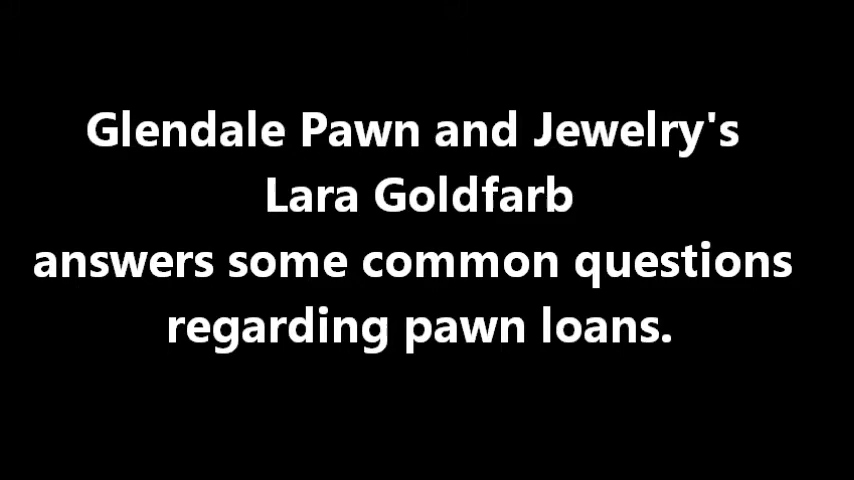 Glendale Pawn and Jewelry's
Lara Goldfarb
answers some common questions
regarding pawn loans.